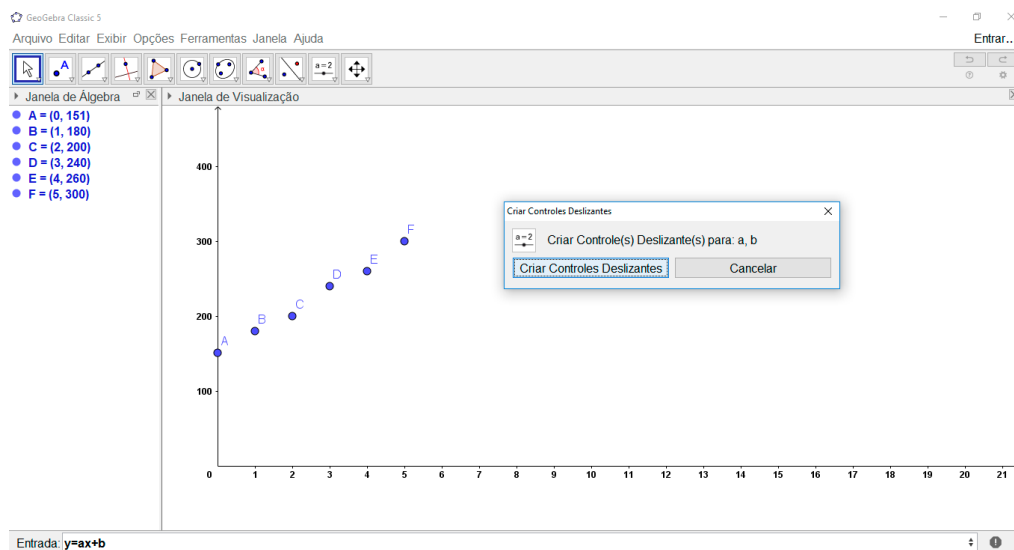 GeoGebra Classic 5
Arquivo Editar Exibir Opções Ferramentas Janela Ajuda
Entrar..
A
a=2
Janela de Álgebra
Janela de Visualização
A = (0, 151)
B = (1, 180)
C = (2, 200)
D = (3, 240)
E = (4, 260)
F = (5, 300)
400
300
200
100
0 1 2 3 4 5 6 7 8 9 10 11 12 13 14 15 16 17 18 19 20 21
A
B
C
D
E
F
Criar Controles Deslizantes
a=2
Criar Controle(s) Deslizante(s) para: a, b
Criar Controles Deslizantes
Cancelar
Entrada: y=ax+b